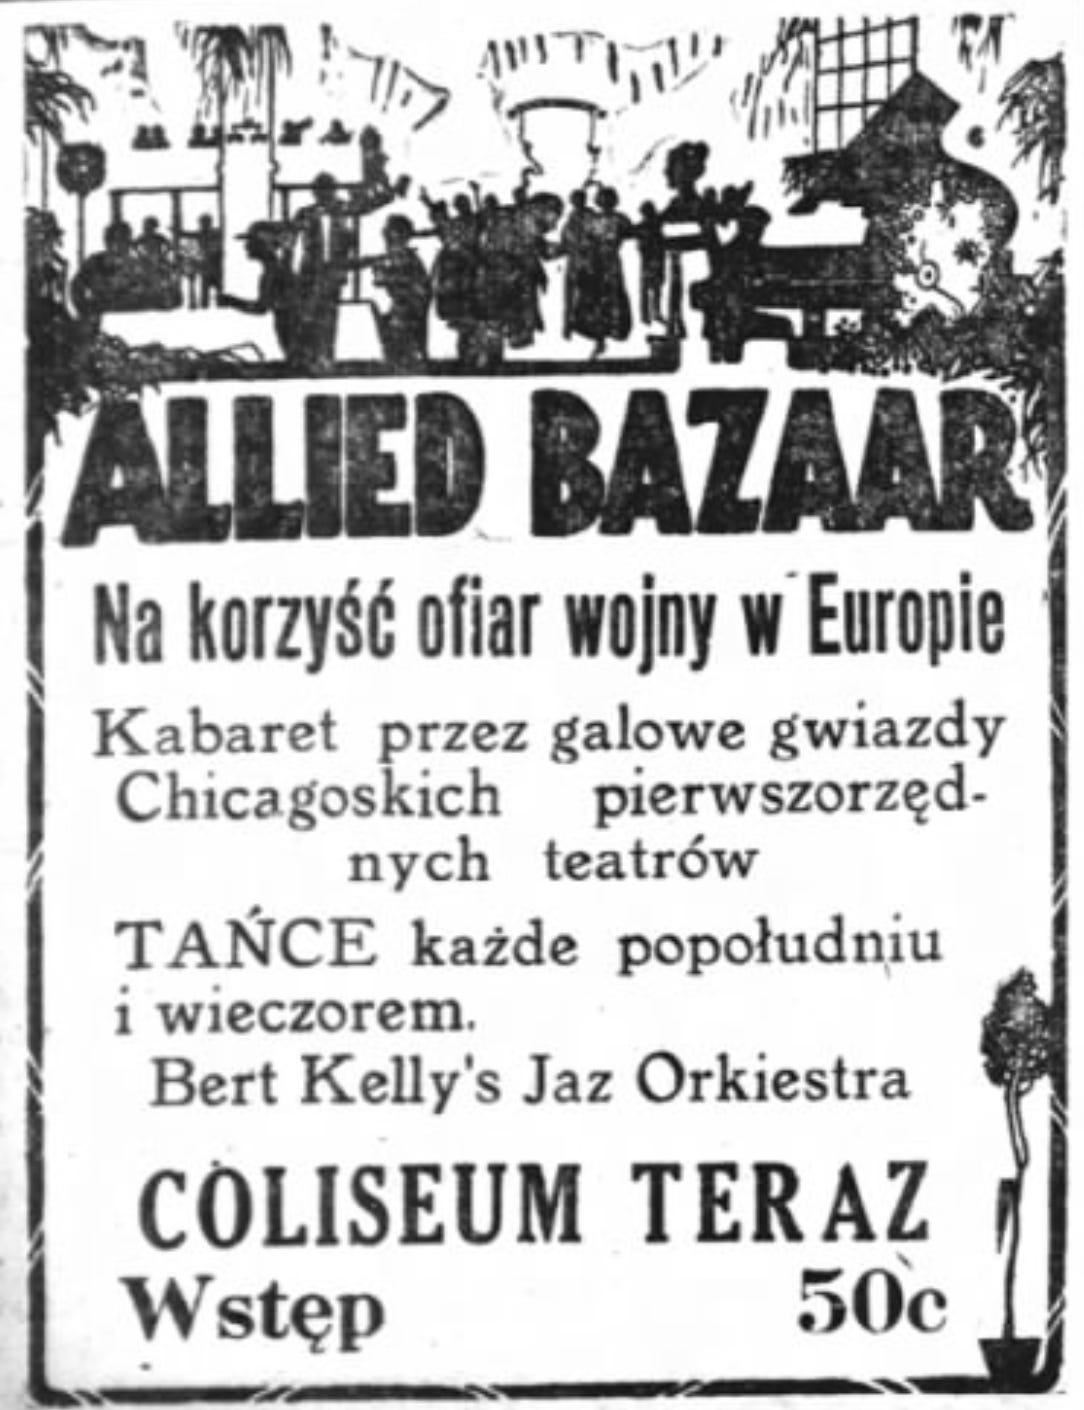 ALLIED BAZAAR
Na korzyść ofiar wojny w Europie
Kabaret przez galowe gwiazdy
Chicagoskich pierwszorzęd-
nych teatrów
TAŃCE każde popołudniu
i wieczorem.
Bert Kelly's Jaz Orkiestra
COLISEUM TERAZ
Wstęp 50c